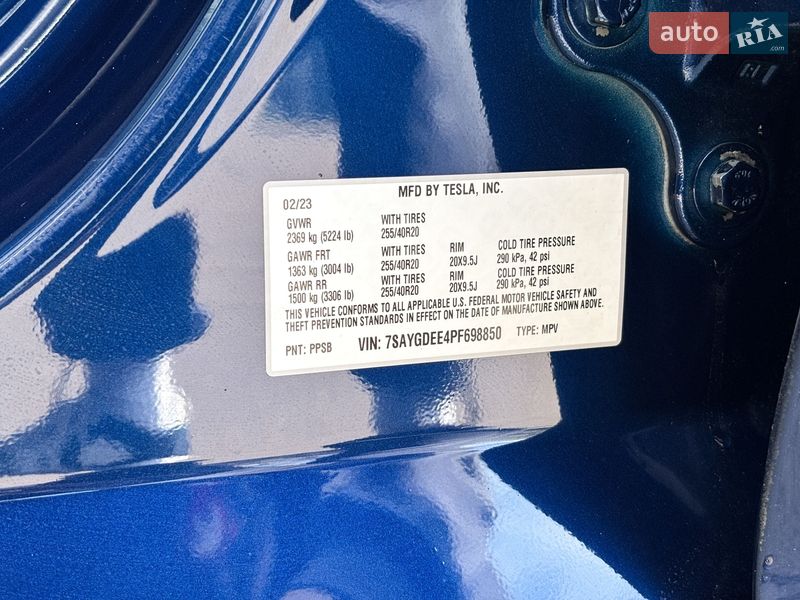 auto RIA
.com
MFD BY TESLA, INC.
02/23
GVWR WITH TIRES
2369 kg (5224 lb) 255/40R20
GAWR FRT WITH TIRES RIM COLD TIRE PRESSURE
1363 kg (3004 lb) 255/40R20 20X9.5J 290 kPa, 42 psi
GAWR RR WITH TIRES RIM COLD TIRE PRESSURE
1500 kg (3306 lb) 255/40R20 20X9.5J 290 kPa, 42 psi
THIS VEHICLE CONFORMS TO ALL APPLICABLE U.S. FEDERAL MOTOR VEHICLE SAFETY AND
THEFT PREVENTION STANDARDS IN EFFECT ON THE DATE OF MANUFACTURE SHOWN ABOVE.
PNT: PPSB VIN: 7SAYGDEE4PF698850 TYPE: MPV